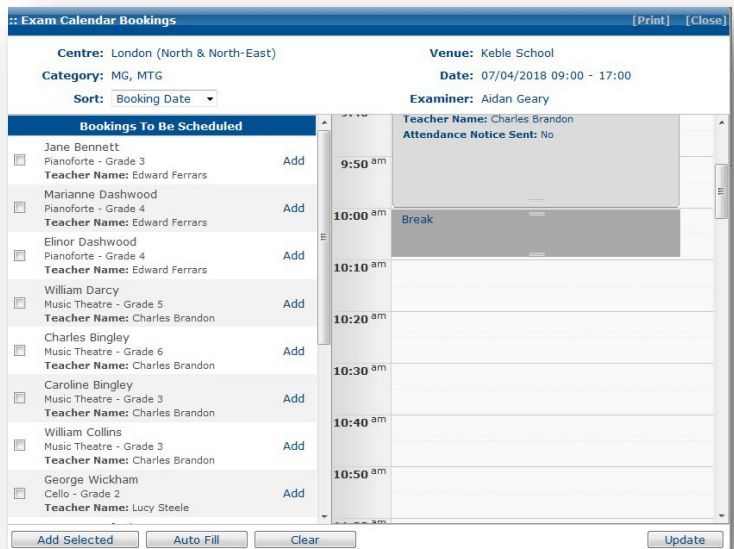 :: Exam Calendar Bookings [Print] [Close]
Centre: London (North & North-East) Venue: Keble School
Category: MG, MTG Date: 07/04/2018 09:00 - 17:00
Sort: Booking Date Examiner: Aidan Geary
Bookings To Be Scheduled
Jane Bennett
Pianoforte - Grade 3 Add
Teacher Name: Edward Ferrars
Marianne Dashwood
Pianoforte - Grade 4 Add
Teacher Name: Edward Ferrars
Elinor Dashwood
Pianoforte - Grade 4 Add
Teacher Name: Edward Ferrars
William Darcy
Music Theatre - Grade 5 Add
Teacher Name: Charles Brandon
Charles Bingley
Music Theatre - Grade 6 Add
Teacher Name: Charles Brandon
Caroline Bingley
Music Theatre - Grade 3 Add
Teacher Name: Charles Brandon
William Collins
Music Theatre - Grade 3 Add
Teacher Name: Charles Brandon
George Wickham
Cello - Grade 2 Add
Teacher Name: Lucy Steele
Teacher Name: Charles Brandon
Attendance Notice Sent: No
9:50 am
10:00 am
Break
10:10 am
10:20 am
10:30 am
10:40 am
10:50 am
Add Selected Auto Fill Clear Update